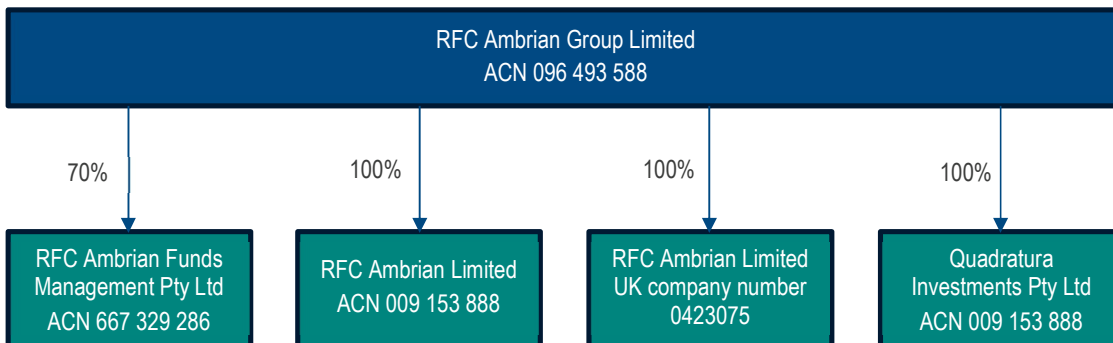 RFC Ambrian Group Limited
ACN 096 493 588
70%
100%
100%
100%
RFC Ambrian Funds
Management Pty Ltd
ACN 667 329 286
RFC Ambrian Limited
ACN 009 153 888
RFC Ambrian Limited
UK company number
0423075
Quadratura
Investments Pty Ltd
ACN 009 153 888